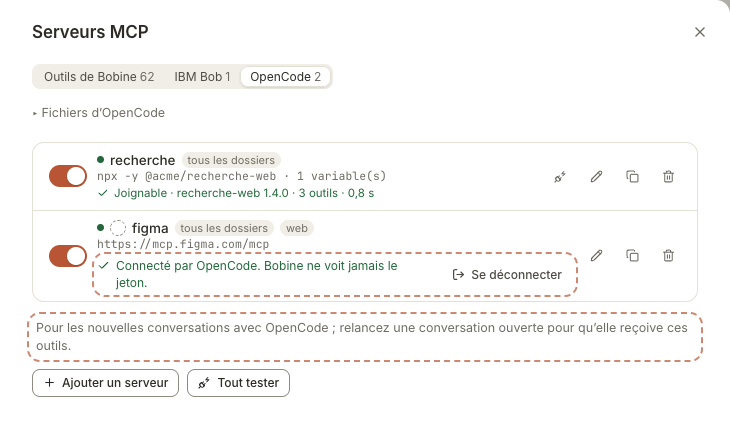 Serveurs MCP
Outils de Bobine 62 IBM Bob 1 OpenCode 2
Fichiers d’OpenCode
recherche tous les dossiers
npx -y @acme/recherche-web · 1 variable(s)
Joignable · recherche-web 1.4.0 · 3 outils · 0,8 s
figma tous les dossiers web
https://mcp.figma.com/mcp
Connecté par OpenCode. Bobine ne voit jamais le
jeton.
Se déconnecter
Pour les nouvelles conversations avec OpenCode ; relancez une conversation ouverte pour qu’elle reçoive ces
outils.
Ajouter un serveur Tout tester